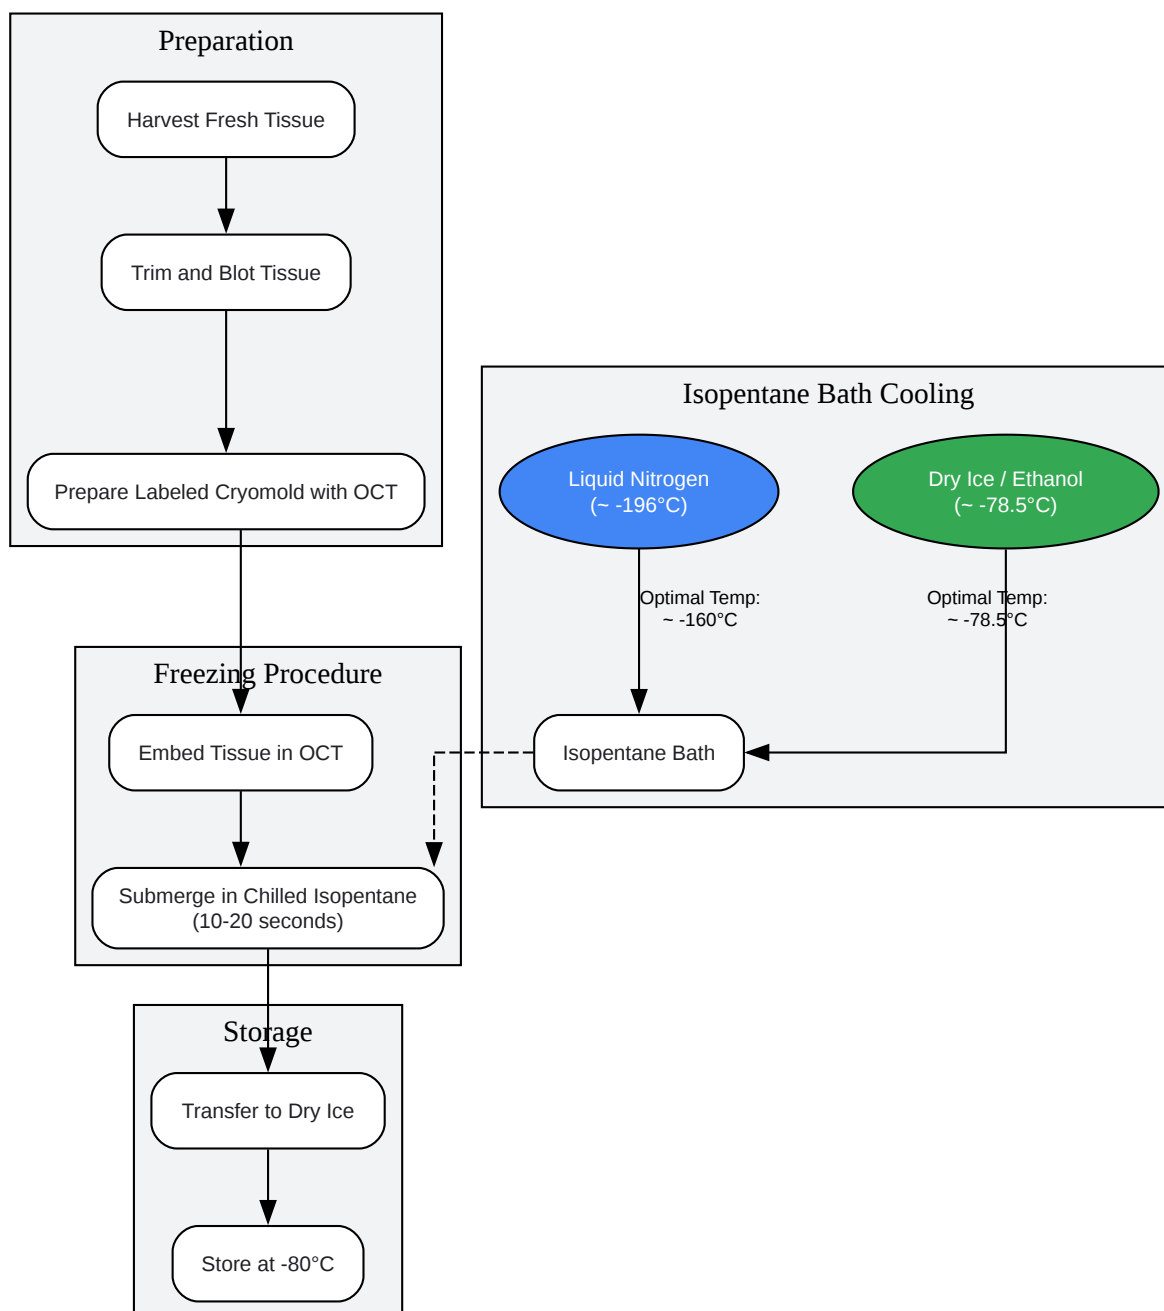 Preparation
Harvest Fresh Tissue
Trim and Blot Tissue
Prepare Labeled Cryomold with OCT
Isopentane Bath Cooling
Liquid Nitrogen
(~ -196°C)
Dry Ice / Ethanol
(~ -78.5°C)
Optimal Temp:
~ -160°C
Optimal Temp:
~ -78.5°C
Isopentane Bath
Freezing Procedure
Embed Tissue in OCT
Submerge in Chilled Isopentane
(10-20 seconds)
Storage
Transfer to Dry Ice
Store at -80°C